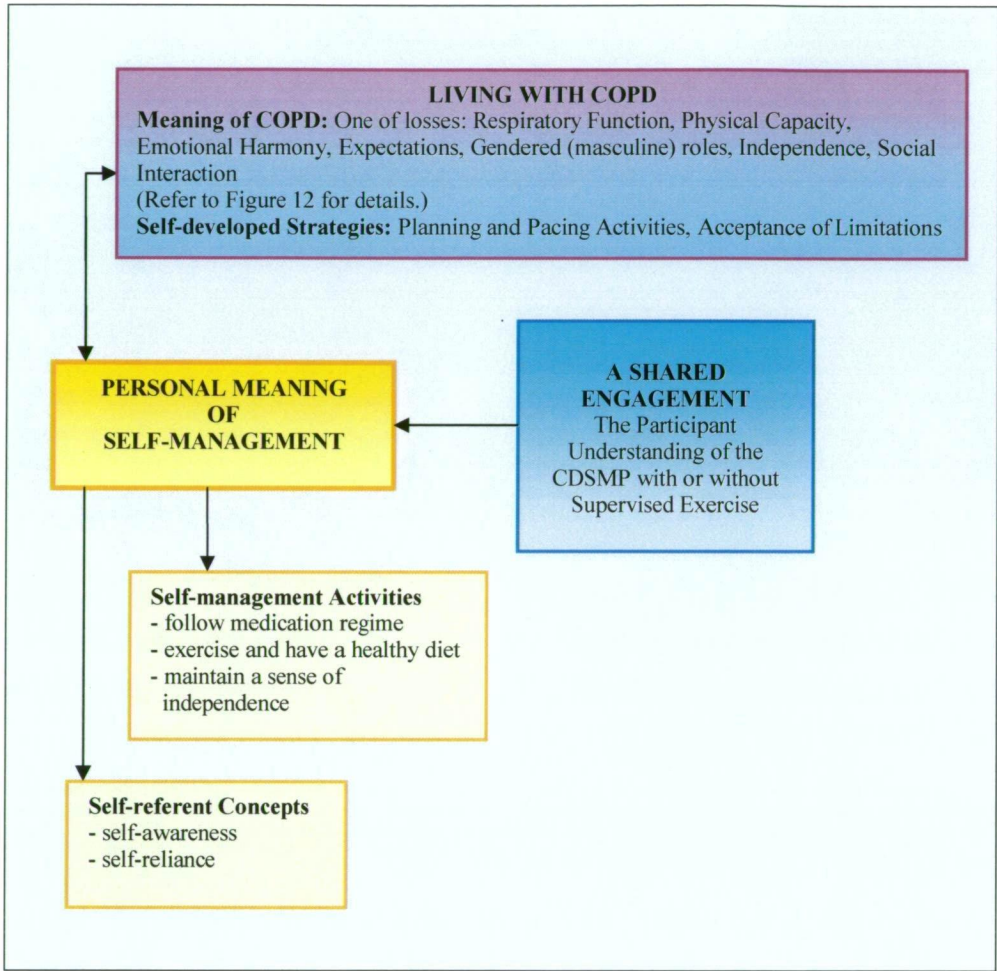 LIVING WITH COPD
Meaning of COPD: One of losses: Respiratory Function, Physical Capacity,
Emotional Harmony, Expectations, Gendered (masculine) roles, Independence, Social
Interaction
(Refer to Figure 12 for details.)
Self-developed Strategies: Planning and Pacing Activities, Acceptance of Limitations
PERSONAL MEANING
OF
SELF-MANAGEMENT
A SHARED
ENGAGEMENT
The Participant
Understanding of the
CDSMP with or without
Supervised Exercise
Self-management Activities
- follow medication regime
- exercise and have a healthy diet
- maintain a sense of
independence
Self-referent Concepts
- self-awareness
- self-reliance